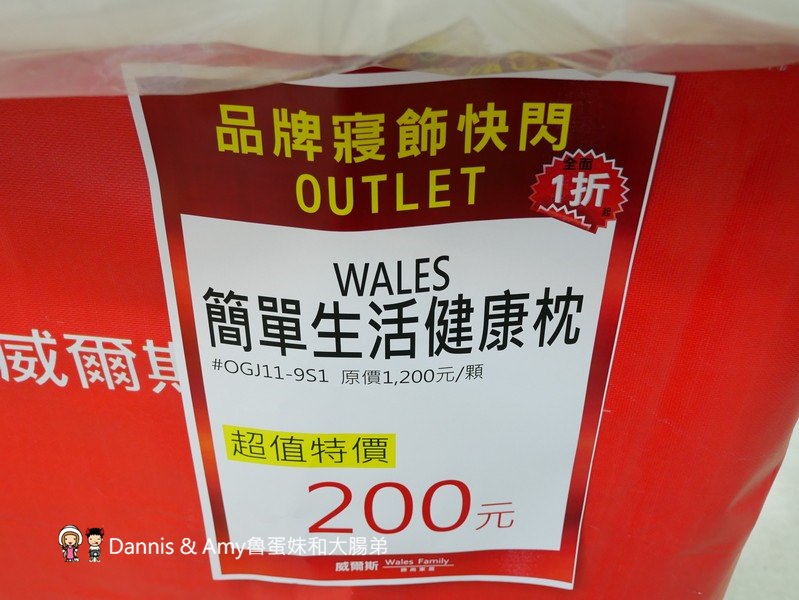 品牌寢飾快閃
OUTLET
全面
1折
起
WALES
簡單生活健康枕
#OGJ11-9S1 原價1,200元/顆
威爾斯
超值特價
200元
Dannis & Amy魯蛋妹和大腸弟
威爾斯 Wales Family